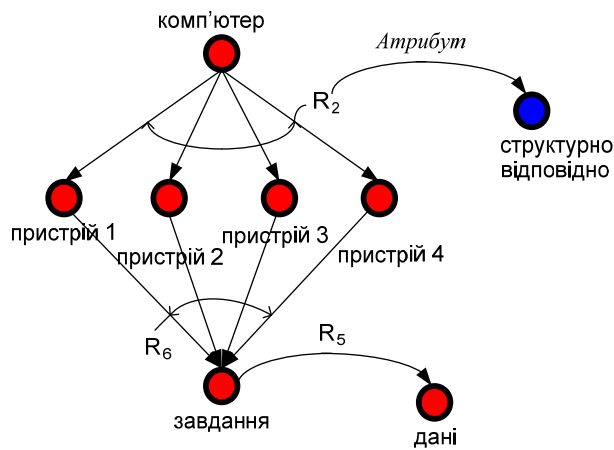 комп’ютер
Атрибут
R2
структурно
відповідно
пристрій 1
пристрій 2
пристрій 3
пристрій 4
R6
R5
завдання
дані